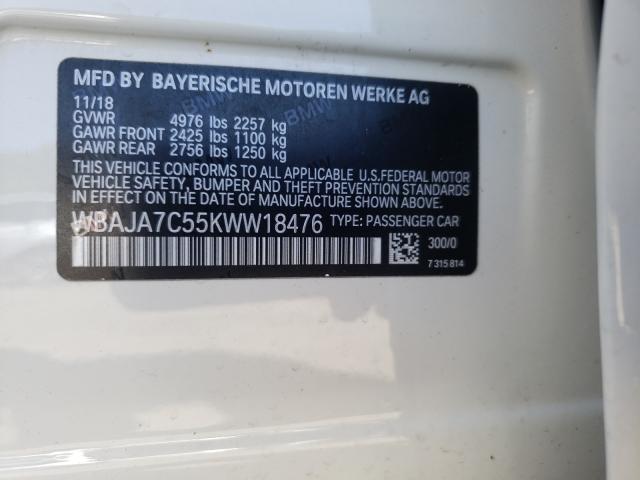 MFD BY BAYERISCHE MOTOREN WERKE AG
11/18
GVWR 4976 lbs 2257 kg
GAWR FRONT 2425 lbs 1100 kg
GAWR REAR 2756 lbs 1250 kg
THIS VEHICLE CONFORMS TO ALL APPLICABLE U.S.FEDERAL MOTOR
VEHICLE SAFETY, BUMPER AND THEFT PREVENTION STANDARDS
IN EFFECT ON THE DATE OF MANUFACTURE SHOWN ABOVE.
WBAJA7C55KWW18476 TYPE: PASSENGER CAR
300/0
7 315 814